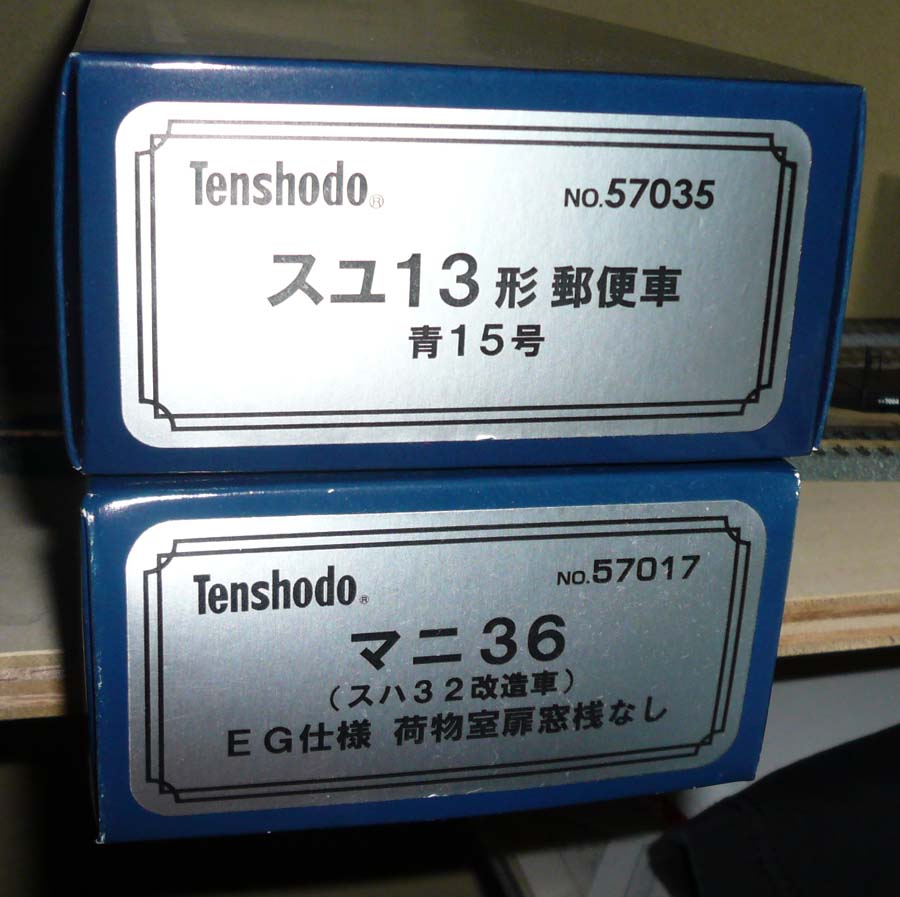 Tenshodo® NO.57035
スユ13形 郵便車
青15号
Tenshodo® NO.57017
マニ36
(スハ32改造車)
EG仕様 荷物室扉窓桟なし